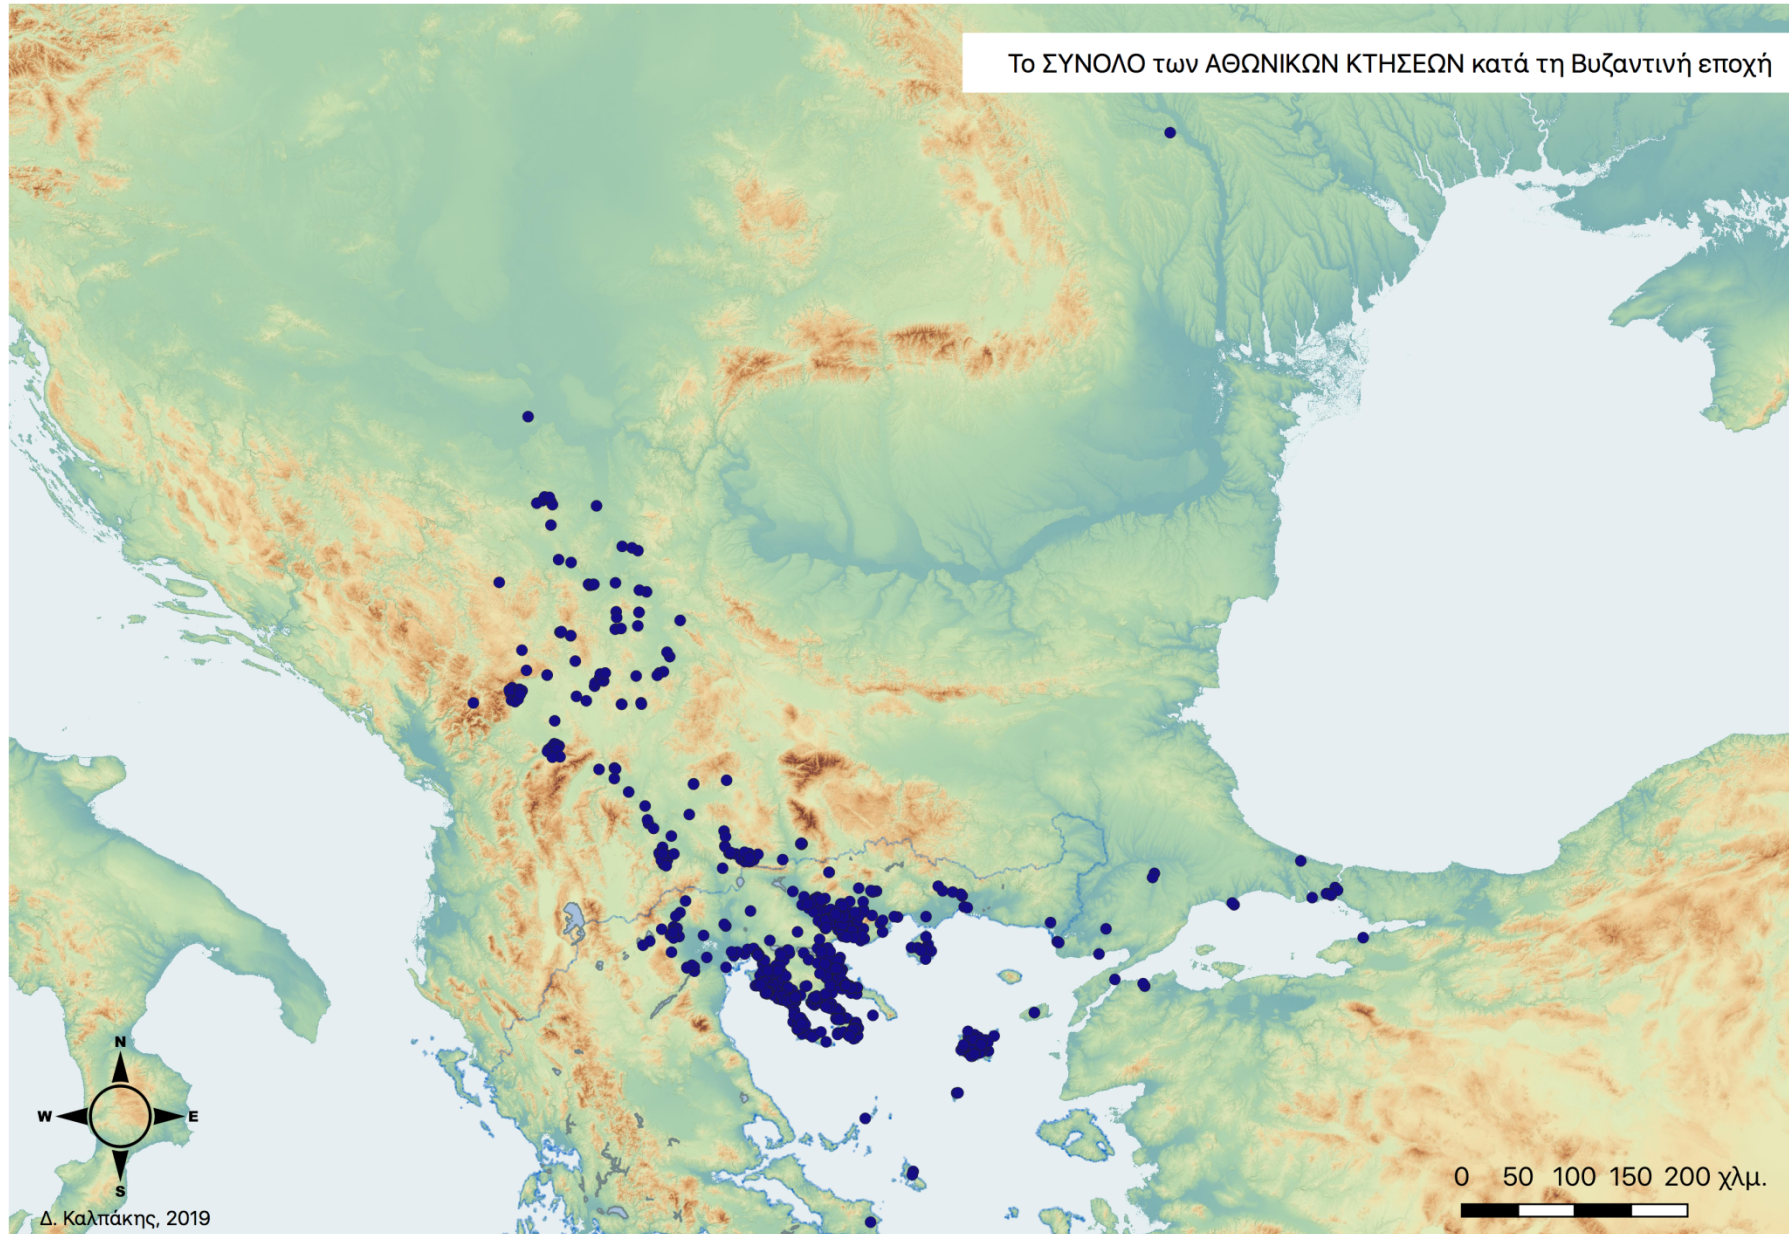 Το ΣΥΝΟΛΟ των ΑΘΩΝΙΚΩΝ ΚΤΗΣΕΩΝ κατά τη Βυζαντινή εποχή
N
W E
S
0 50 100 150 200 χλμ.
Δ. Καλπάκης, 2019